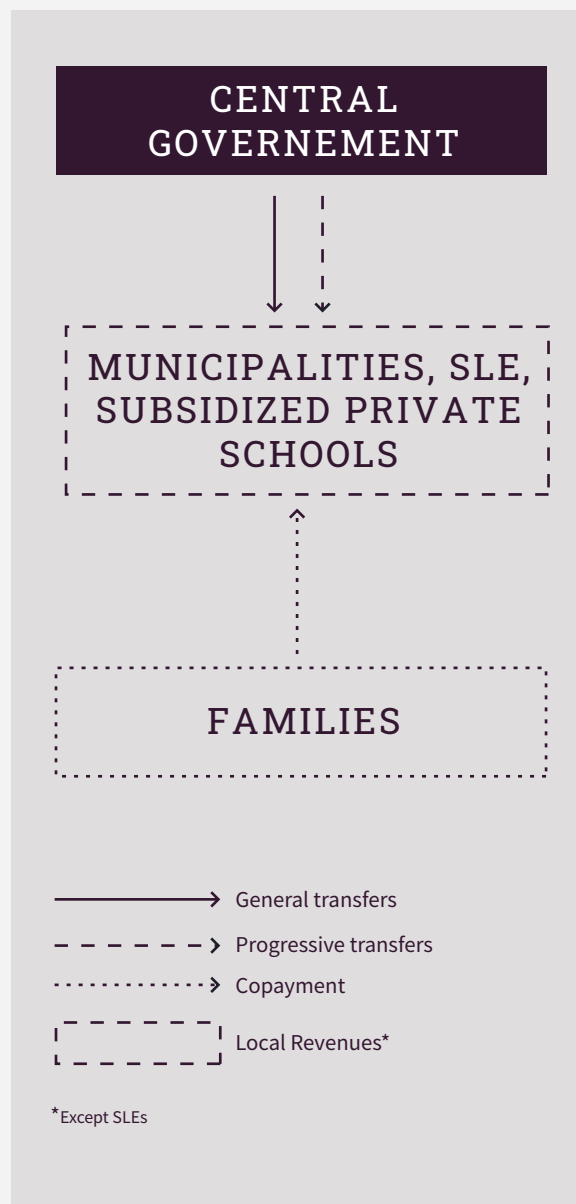 CENTRAL
GOVERNEMENT
MUNICIPALITIES, SLE,
SUBSIDIZED PRIVATE
SCHOOLS
FAMILIES
General transfers
Progressive transfers
Copayment
Local Revenues*
*Except SLEs